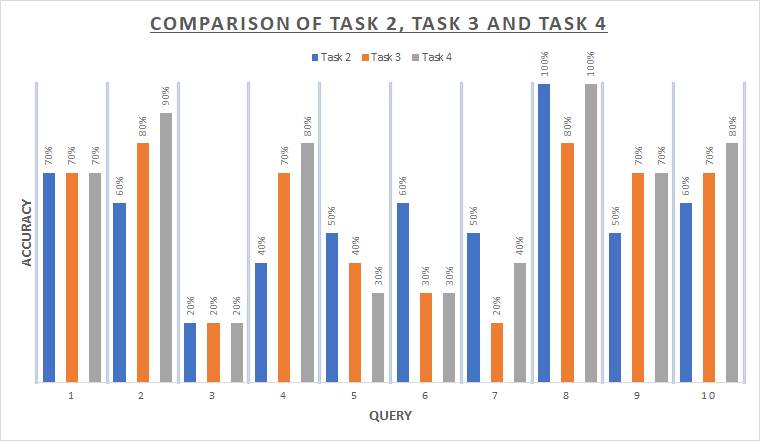 COMPARISON OF TASK 2, TASK 3 AND TASK 4
Task 2 Task 3 Task 4
70% 70% 70% 60% 80% 90% 20% 20% 20% 40% 70% 80% 50% 40% 30% 60% 30% 30% 50% 20% 40% 100% 80% 100% 50% 70% 70% 60% 70% 80%
ACCURACY
1 2 3 4 5 6 7 8 9 10
QUERY